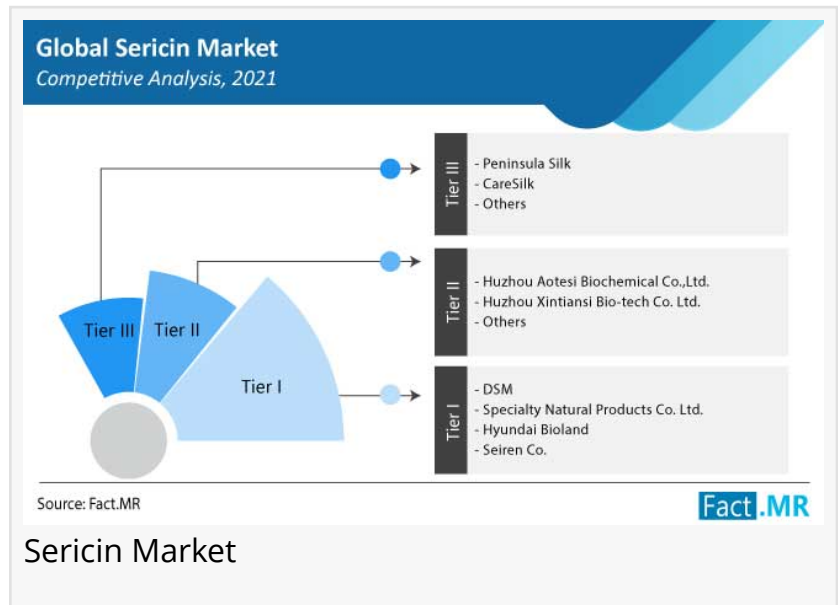 Global Sericin Market
Competitive Analysis, 2021
Tier III
- Peninsula Silk
- CareSilk
- Others
Tier II
- Huzhou Aotesi Biochemical Co.,Ltd.
- Huzhou Xintiansi Bio-tech Co. Ltd.
- Others
Tier I
- DSM
- Specialty Natural Products Co. Ltd.
- Hyundai Bioland
- Seiren Co.
Tier III
Tier II
Tier I
Source: Fact.MR
Fact.MR
Sericin Market